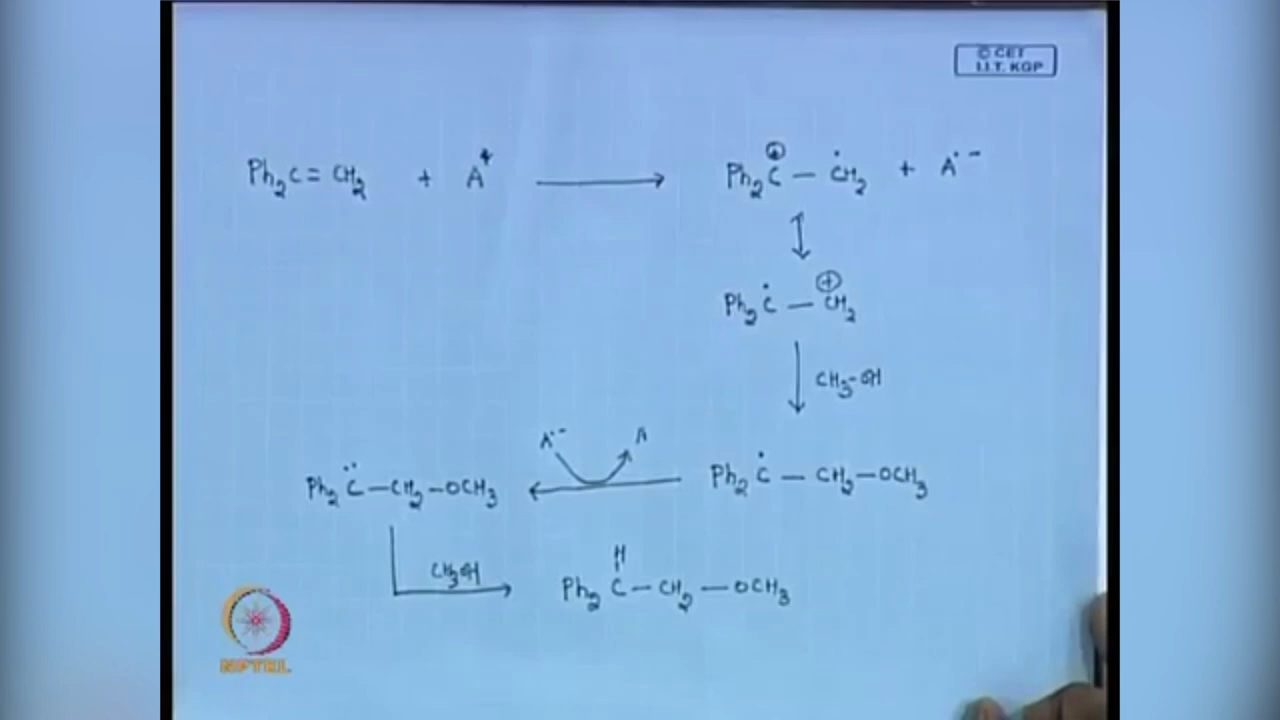 © CET
I.I.T. KGP
Ph₂C=CH₂ + A* ⟶ Ph₂C⊕ — ĊH₂ + A·−
↕
Ph₂Ċ — CH₂⊕
↓ CH₃-OH
A·− A
Ph₂C̈—CH₂—OCH₃ ⟵ Ph₂Ċ — CH₂—OCH₃
CH₃OH
H
Ph₂C—CH₂—OCH₃
NPTEL